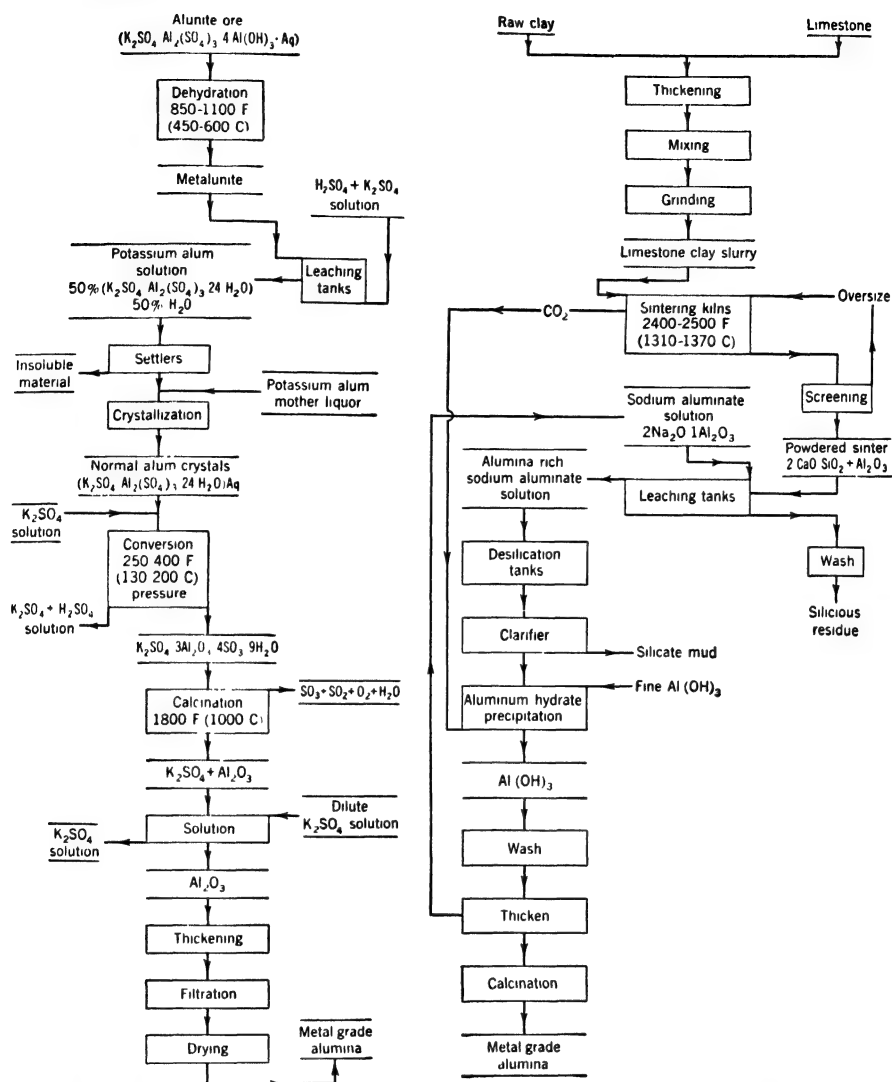 Alunite ore
(K2SO4 Al2(SO4)3 4 Al(OH)3·Aq)
Dehydration
850-1100 F
(450-600 C)
Metalunite
H2SO4 + K2SO4
solution
Leaching
tanks
Potassium alum
solution
50%(K2SO4 Al2(SO4)3 24 H2O)
50% H2O
Settlers
Insoluble
material
Potassium alum
mother liquor
Crystallization
Normal alum crystals
(K2SO4 Al2(SO4)3 24 H2O)Aq
K2SO4
solution
Conversion
250 400 F
(130 200 C)
pressure
K2SO4 + H2SO4
solution
K2SO4 3Al2O3 4SO3 9H2O
Calcination
1800 F (1000 C)
SO3+SO2+O2+H2O
K2SO4+Al2O3
Dilute
K2SO4 solution
Solution
K2SO4
solution
Al2O3
Thickening
Filtration
Drying
Metal grade
alumina
Raw clay
Limestone
Thickening
Mixing
Grinding
Limestone clay slurry
CO2
Sintering kilns
2400-2500 F
(1310-1370 C)
Oversize
Screening
Sodium aluminate
solution
2Na2O 1Al2O3
Powdered sinter
2 CaO SiO2 + Al2O3
Alumina rich
sodium aluminate
solution
Leaching tanks
Wash
Silicious
residue
Desilication
tanks
Clarifier
Silicate mud
Fine Al (OH)3
Aluminum hydrate
precipitation
Al (OH)3
Wash
Thicken
Calcination
Metal grade
alumina